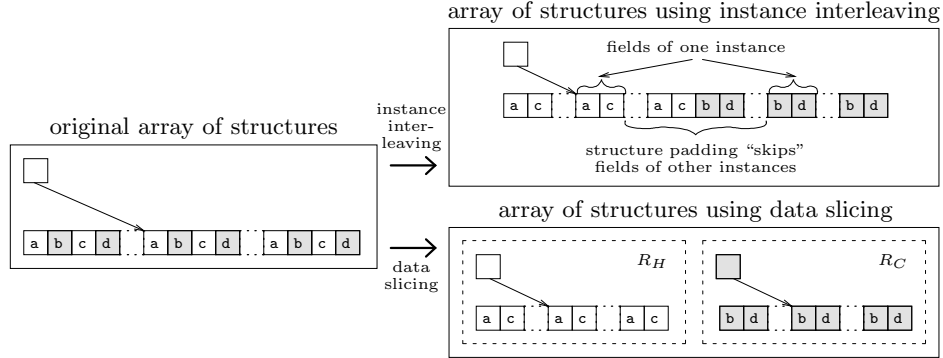 array of structures using instance interleaving
fields of one instance
a c a c a c b d b d b d
structure padding “skips”
fields of other instances
instance
inter-
leaving
original array of structures
a b c d a b c d a b c d
data
slicing
array of structures using data slicing
R_H
a c a c a c
R_C
b d b d b d